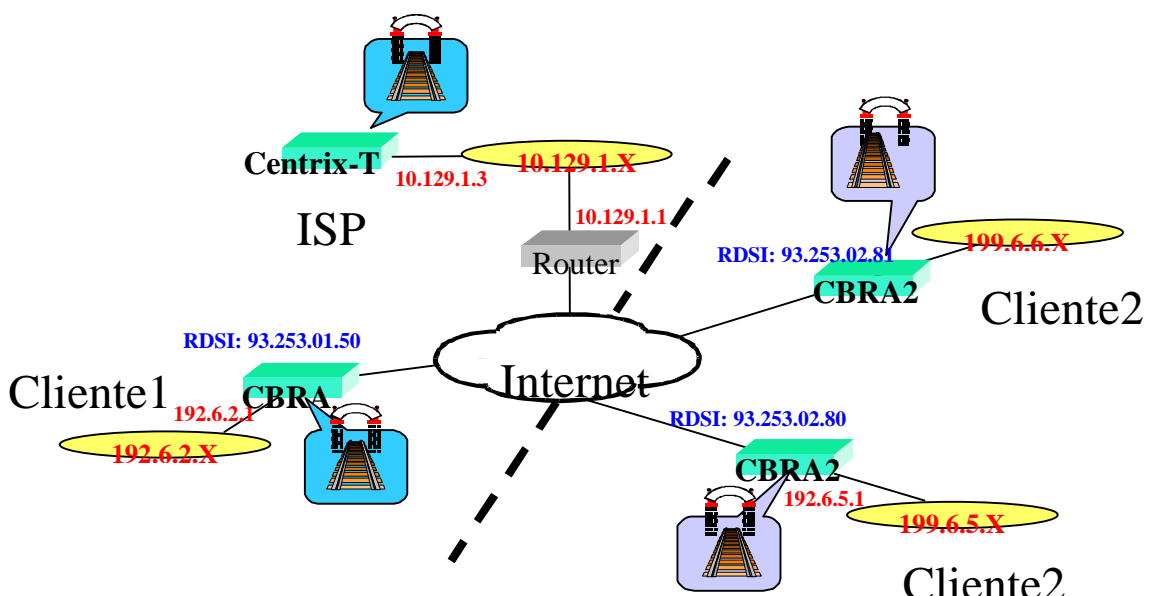 Centrix-T
10.129.1.3
10.129.1.X
ISP
10.129.1.1
Router
RDSI: 93.253.02.81
199.6.6.X
CBRA2
Cliente2
RDSI: 93.253.01.50
Internet
Cliente1
CBRA
192.6.2.1
192.6.2.X
RDSI: 93.253.02.80
CBRA2
192.6.5.1
199.6.5.X
Cliente2